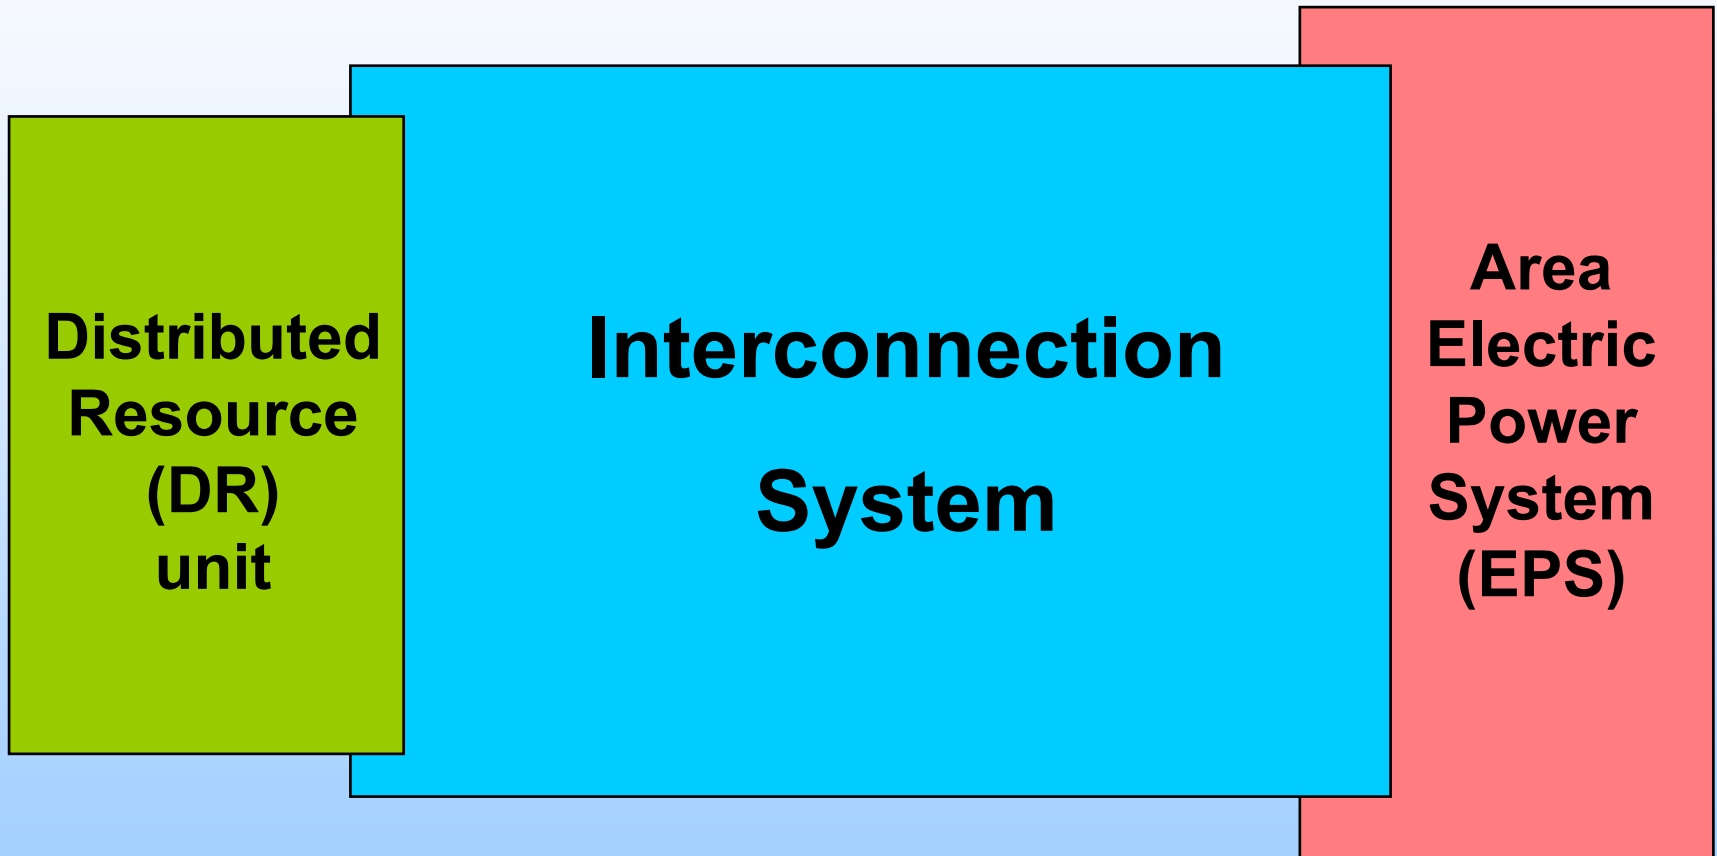 Distributed
Resource
(DR)
unit
Interconnection
System
Area
Electric
Power
System
(EPS)